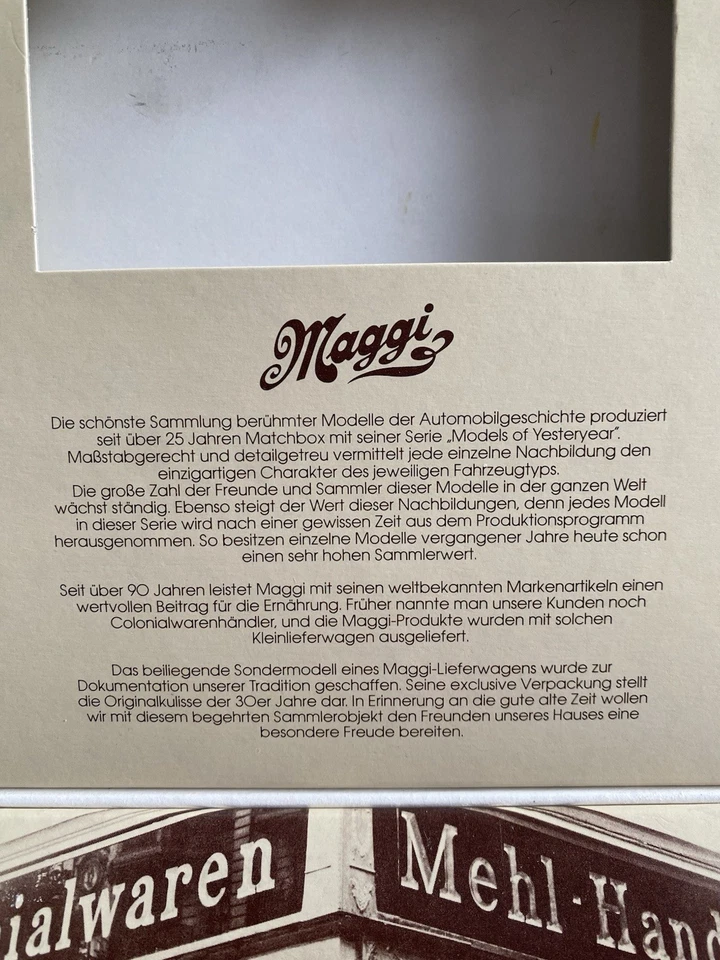 Maggi
Die schönste Sammlung berühmter Modelle der Automobilgeschichte produziert
seit über 25 Jahren Matchbox mit seiner Serie „Models of Yesteryear”.
Maßstabgerecht und detailgetreu vermittelt jede einzelne Nachbildung den
einzigartigen Charakter des jeweiligen Fahrzeugtyps.
Die große Zahl der Freunde und Sammler dieser Modelle in der ganzen Welt
wächst ständig. Ebenso steigt der Wert dieser Nachbildungen, denn jedes Modell
in dieser Serie wird nach einer gewissen Zeit aus dem Produktionsprogramm
herausgenommen. So besitzen einzelne Modelle vergangener Jahre heute schon
einen sehr hohen Sammlerwert.
Seit über 90 Jahren leistet Maggi mit seinen weltbekannten Markenartikeln einen
wertvollen Beitrag für die Ernährung. Früher nannte man unsere Kunden noch
Colonialwarenhändler, und die Maggi-Produkte wurden mit solchen
Kleinlieferwagen ausgeliefert.
Das beiliegende Sondermodell eines Maggi-Lieferwagens wurde zur
Dokumentation unserer Tradition geschaffen. Seine exclusive Verpackung stellt
die Originalkulisse der 30er Jahre dar. In Erinnerung an die gute alte Zeit wollen
wir mit diesem begehrten Sammlerobjekt den Freunden unseres Hauses eine
besondere Freude bereiten.
ialwaren
Mehl-Hand